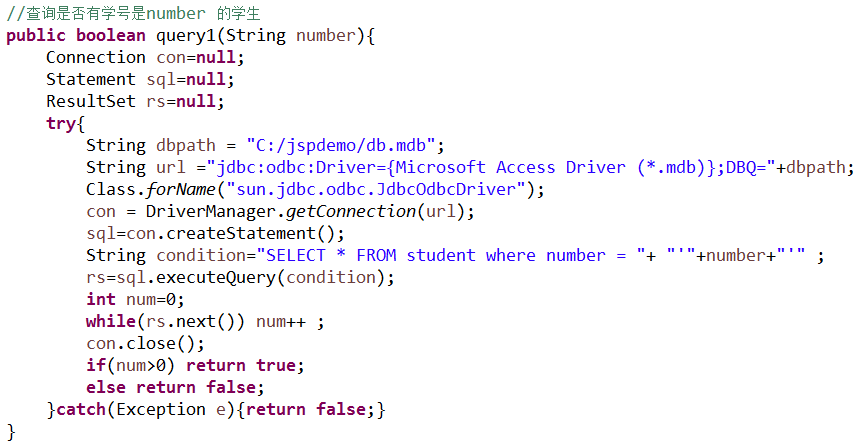 //查询是否有学号是number 的学生
public boolean query1(String number){
    Connection con=null;
    Statement sql=null;
    ResultSet rs=null;
    try{
        String dbpath = "C:/jspdemo/db.mdb";
        String url ="jdbc:odbc:Driver={Microsoft Access Driver (*.mdb)};DBQ="+dbpath;
        Class.forName("sun.jdbc.odbc.JdbcOdbcDriver");
        con = DriverManager.getConnection(url);
        sql=con.createStatement();
        String condition="SELECT * FROM student where number = "+ "'"+number+"'" ;
        rs=sql.executeQuery(condition);
        int num=0;
        while(rs.next()) num++ ;
        con.close();
        if(num>0) return true;
        else return false;
    }catch(Exception e){return false;}
}